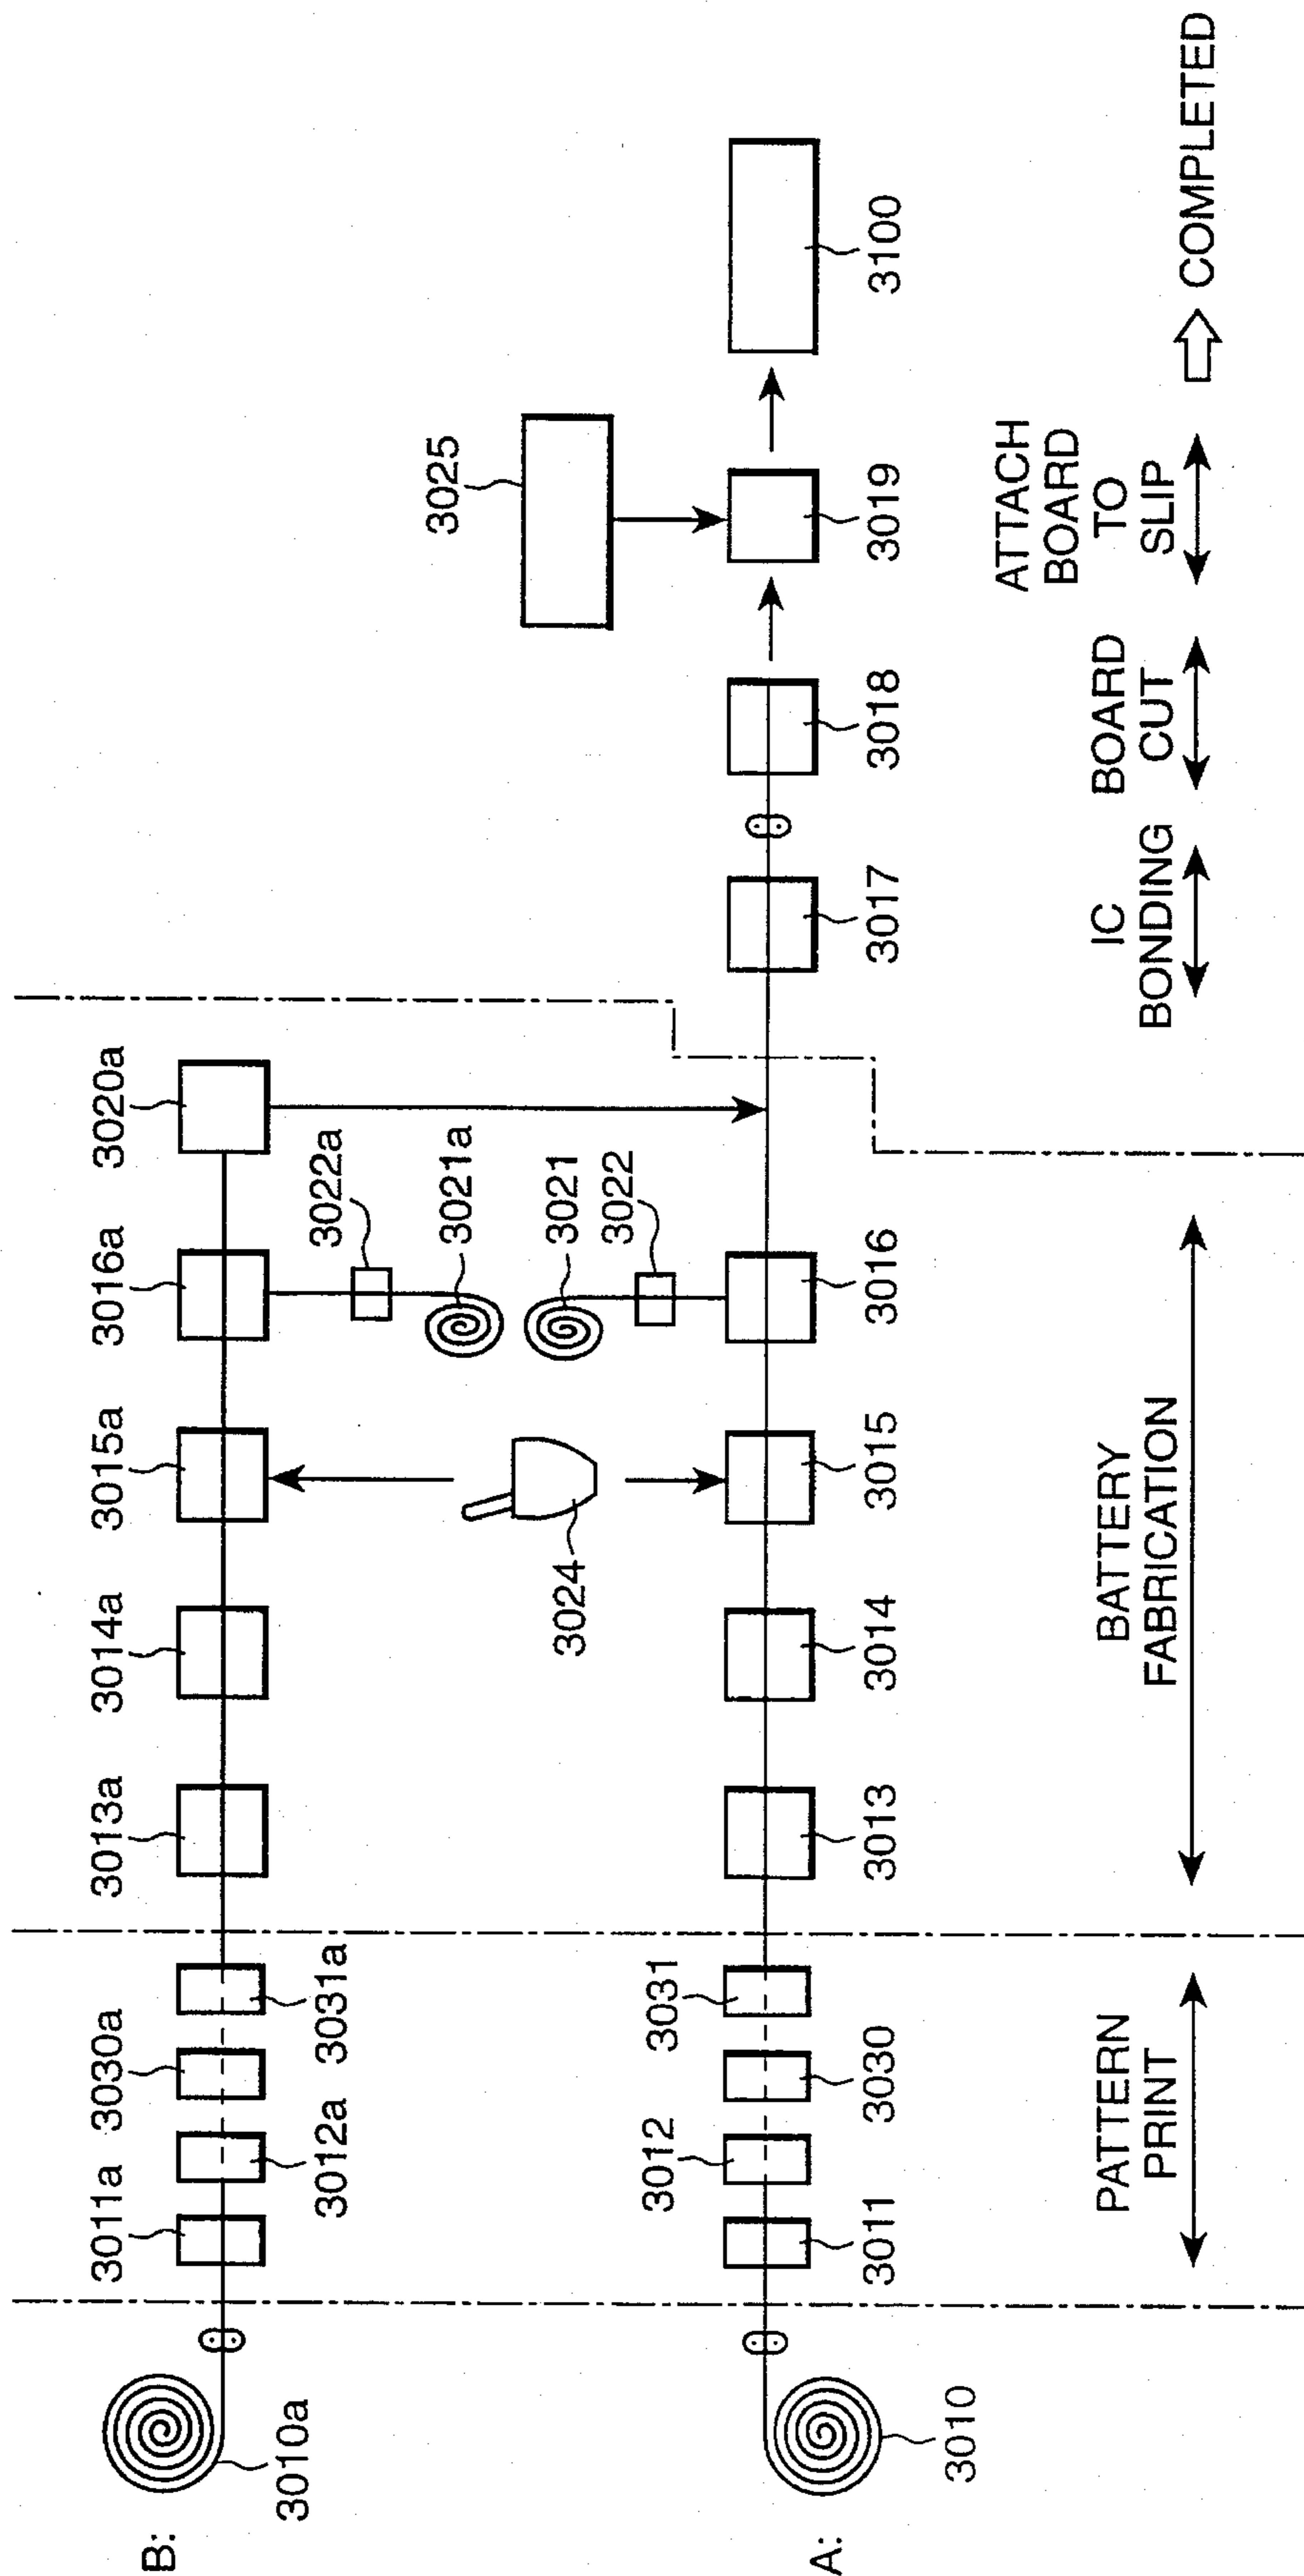 B:
3010a
3011a
3012a
3030a
3031a
3013a
3014a
3015a
3016a
3020a
3022a
3021a
3021
3022
3024
3025
A:
3010
3011
3012
3030
3031
3013
3014
3015
3016
3017
3018
3019
3100
PATTERN
PRINT
BATTERY
FABRICATION
IC
BONDING
BOARD
CUT
ATTACH
BOARD
TO
SLIP
COMPLETED